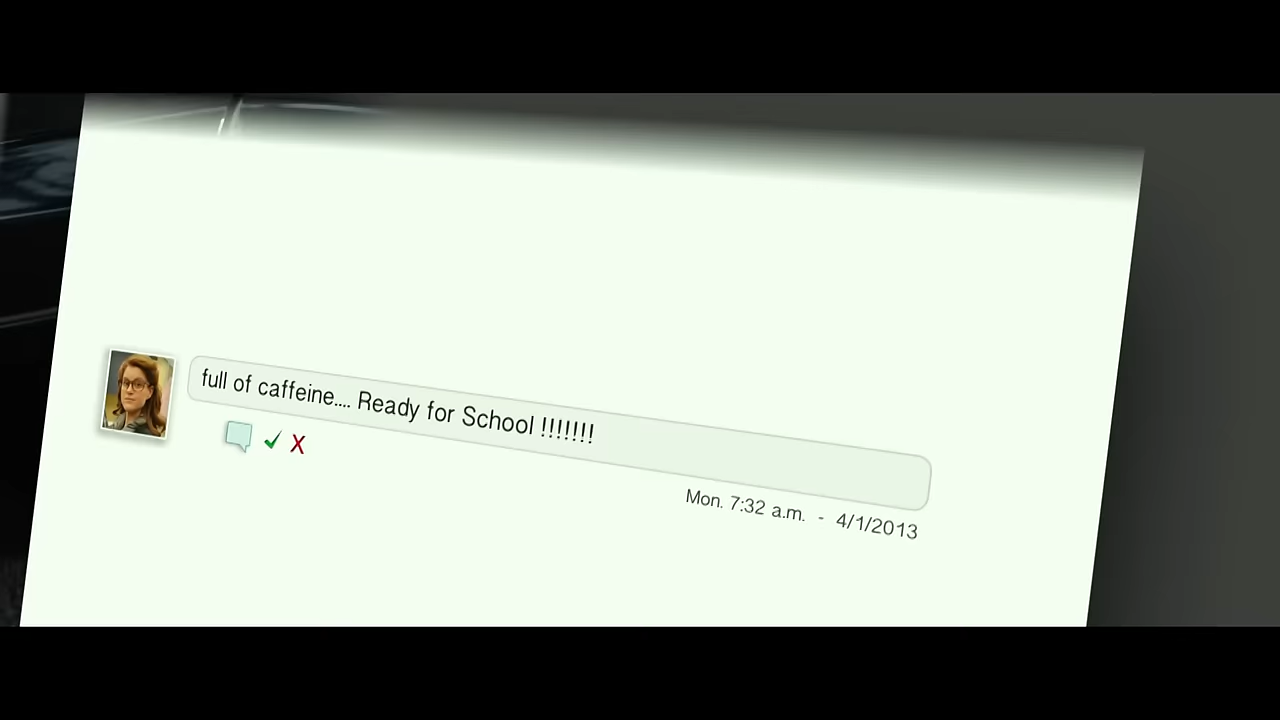 full of caffeine.... Ready for School !!!!!!!
X
Mon. 7:32 a.m. - 4/1/2013